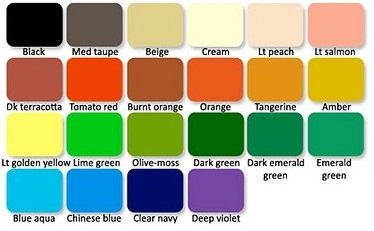 Black Med taupe Beige Cream Lt peach Lt salmon
Dk terracotta Tomato red Burnt orange Orange Tangerine Amber
Lt golden yellow Lime green Olive-moss Dark green Dark emerald Emerald
green green
Blue aqua Chinese blue Clear navy Deep violet